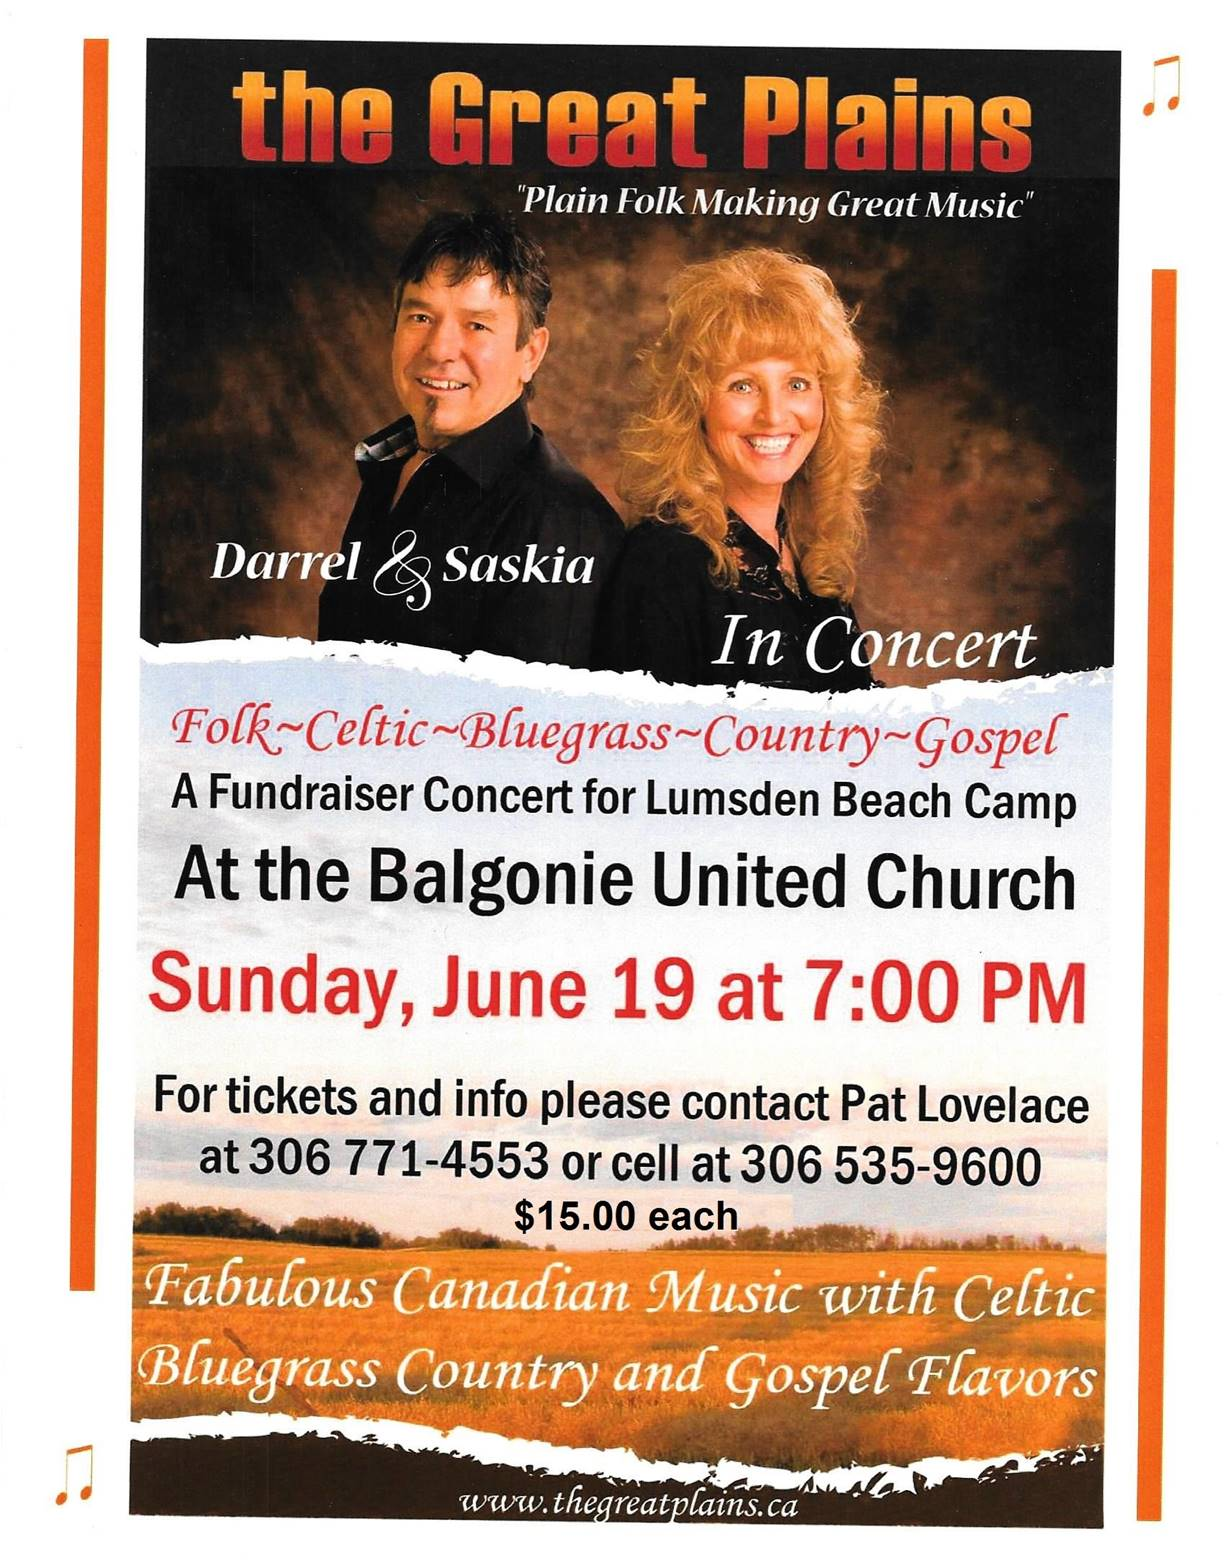 the Great Plains
"Plain Folk Making Great Music"
Darrel & Saskia
In Concert
Folk~Celtic~Bluegrass~Country~Gospel
A Fundraiser Concert for Lumsden Beach Camp
At the Balgonie United Church
Sunday, June 19 at 7:00 PM
For tickets and info please contact Pat Lovelace
at 306 771-4553 or cell at 306 535-9600
$15.00 each
Fabulous Canadian Music with Celtic
Bluegrass Country and Gospel Flavors
www.thegreatplains.ca